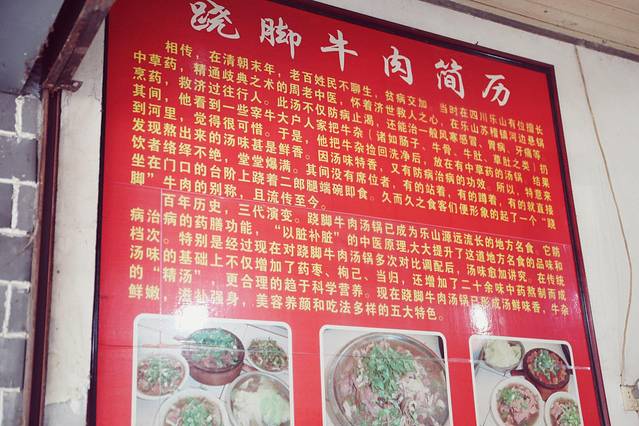 跷脚牛肉简历
相传，在清朝末年，老百姓民不聊生，贫病交加，当时在四川乐山有位擅长
中草药，精通歧典之术的周老中医，怀着济世救人之心，在乐山苏稽镇河边悬锅
烹药，救济过往行人。此汤不仅防病止渴，还能治一般风寒感冒，胃病，牙痛等，
其间，他看到一些宰牛大户人家把牛杂（诸如肠子、牛骨、牛肚、草肚之类）扔
到河里，觉得很可惜。于是，他把牛杂捡回洗净后，放在有中草药的汤锅，结果
发现熬出来的汤味甚是鲜香。因汤味特香，又有防病治病的功效，所以，特意来
饮者络绎不绝，堂堂爆满。其间没有席位者，有的站着，有的蹲着，有的就直接
坐在门口的台阶上跷着二郎腿端碗即食。久而久之食客们便形象的起了一个“跷
脚”牛肉的别称，且流传至今。
百年历史，三代演变。跷脚牛肉汤锅已成为乐山源远流长的地方名食，它防
病治病的药膳功能，“以脏补脏”的中医原理，大大提升了这道地方名食的品味和
档次。特别是经过现在对跷脚牛肉汤锅多次对比调配后，汤味愈加讲究。在传统
汤味的基础上不仅增加了药枣、枸己、当归，还增加了二十余味中药熬制而成
的“精汤”，更合理的趋于科学营养。现在跷脚牛肉汤锅已形成汤鲜味香，牛杂
鲜嫩，滋补强身，美容养颜和吃法多样的五大特色。